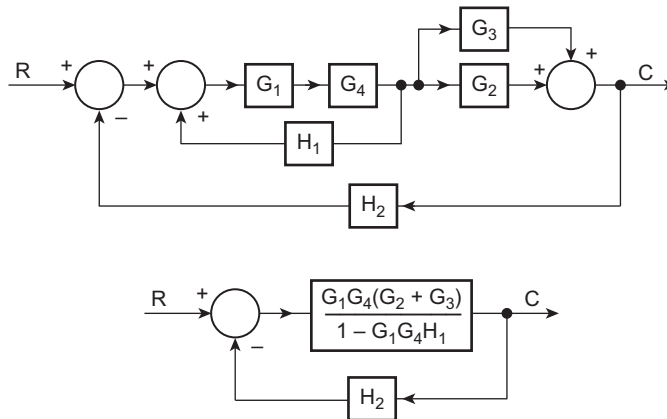 G₃
R + + + C
G₁ G₄ + G₂
– +
H₁
H₂
G₁G₄(G₂ + G₃)
R + C
1 – G₁G₄H₁
–
H₂